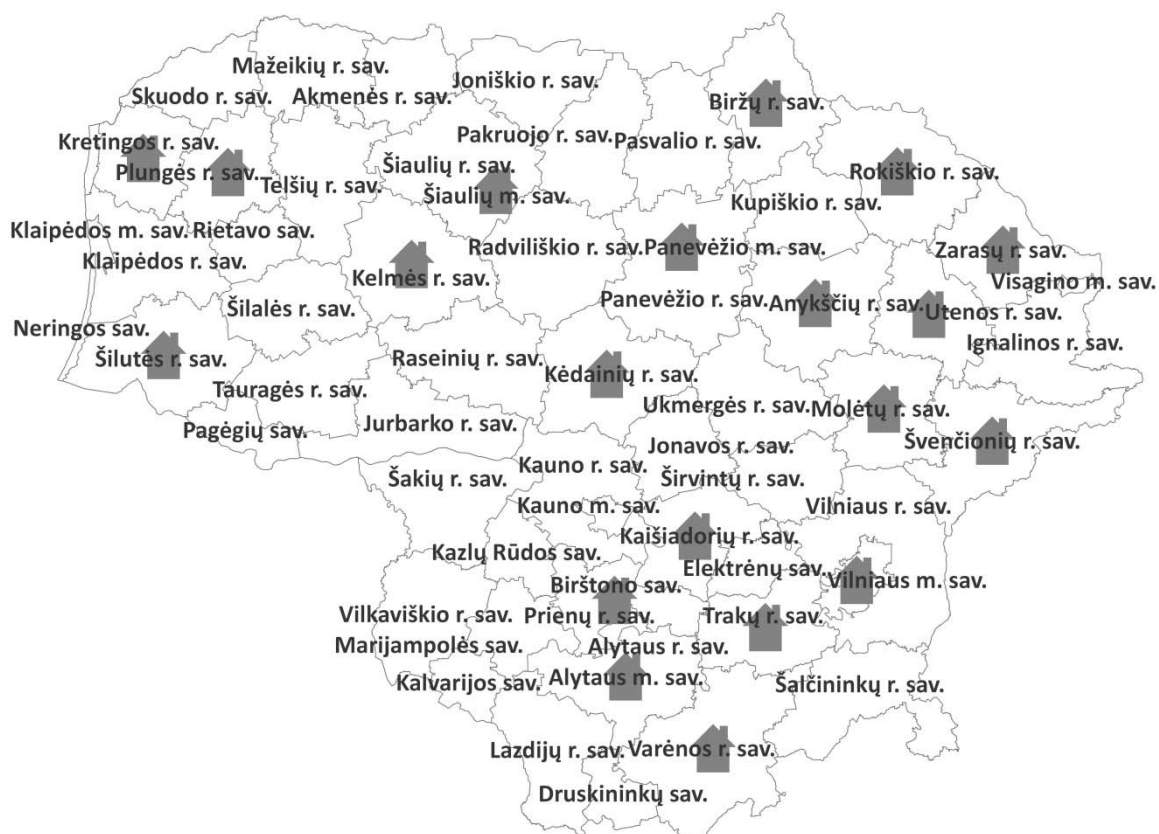 Mažeikių r. sav.
Joniškio r. sav.
Skuodo r. sav.
Akmenės r. sav.
Biržų r. sav.
Kretingos r. sav.
Pakruojo r. sav.
Pasvalio r. sav.
Plungės r. sav.
Telšių r. sav.
Šiaulių r. sav.
Šiaulių m. sav.
Rokiškio r. sav.
Kupiškio r. sav.
Klaipėdos m. sav.
Rietavo sav.
Radviliškio r. sav.
Panevėžio m. sav.
Zarasų r. sav.
Klaipėdos r. sav.
Kelmės r. sav.
Visagino m. sav.
Šilalės r. sav.
Panevėžio r. sav.
Anykščių r. sav.
Utenos r. sav.
Neringos sav.
Ignalinos r. sav.
Šilutės r. sav.
Raseinių r. sav.
Kėdainių r. sav.
Tauragės r. sav.
Ukmergės r. sav.
Molėtų r. sav.
Pagėgių sav.
Jurbarko r. sav.
Jonavos r. sav.
Švenčionių r. sav.
Kauno r. sav.
Šakių r. sav.
Širvintų r. sav.
Vilniaus r. sav.
Kauno m. sav.
Kaišiadorių r. sav.
Kazlų Rūdos sav.
Elektrėnų sav.
Birštono sav.
Vilniaus m. sav.
Vilkaviškio r. sav.
Prienų r. sav.
Trakų r. sav.
Marijampolės sav.
Alytaus r. sav.
Kalvarijos sav.
Alytaus m. sav.
Šalčininkų r. sav.
Lazdijų r. sav.
Varėnos r. sav.
Druskininkų sav.